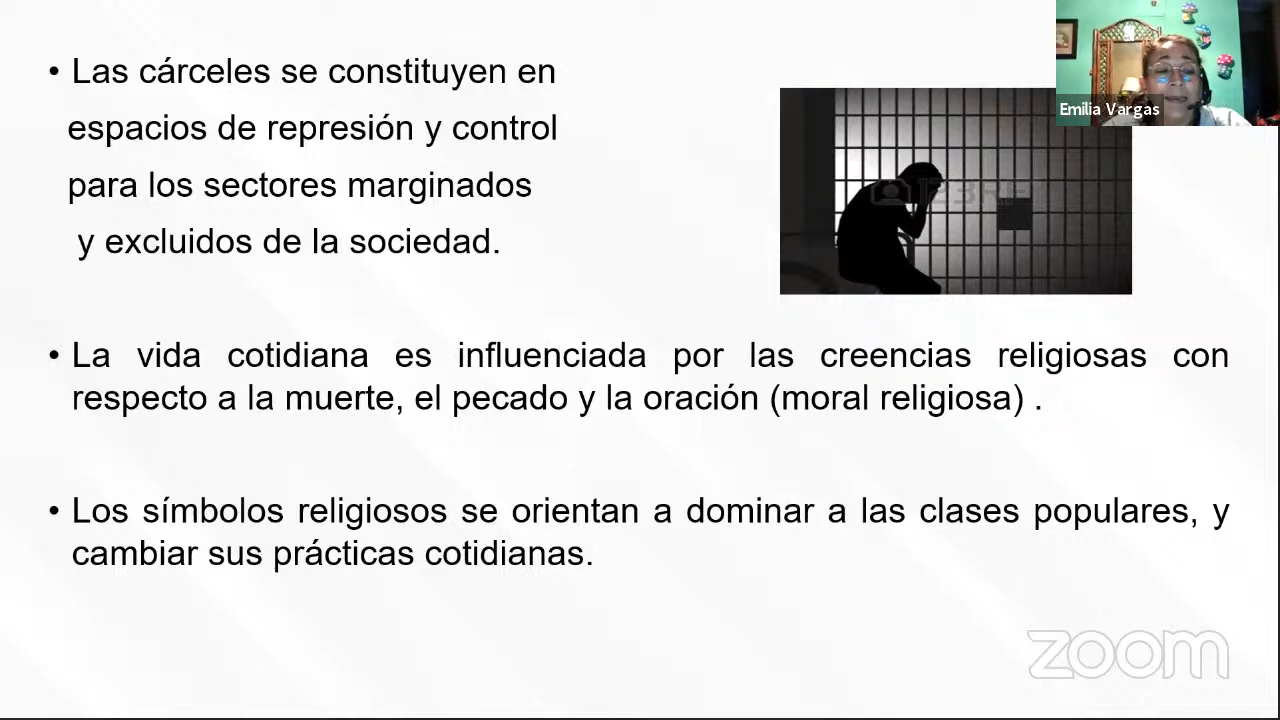 • Las cárceles se constituyen en
espacios de represión y control
para los sectores marginados
y excluidos de la sociedad.
Emilia Vargas
123RF
• La vida cotidiana es influenciada por las creencias religiosas con
respecto a la muerte, el pecado y la oración (moral religiosa) .
• Los símbolos religiosos se orientan a dominar a las clases populares, y
cambiar sus prácticas cotidianas.
zoom